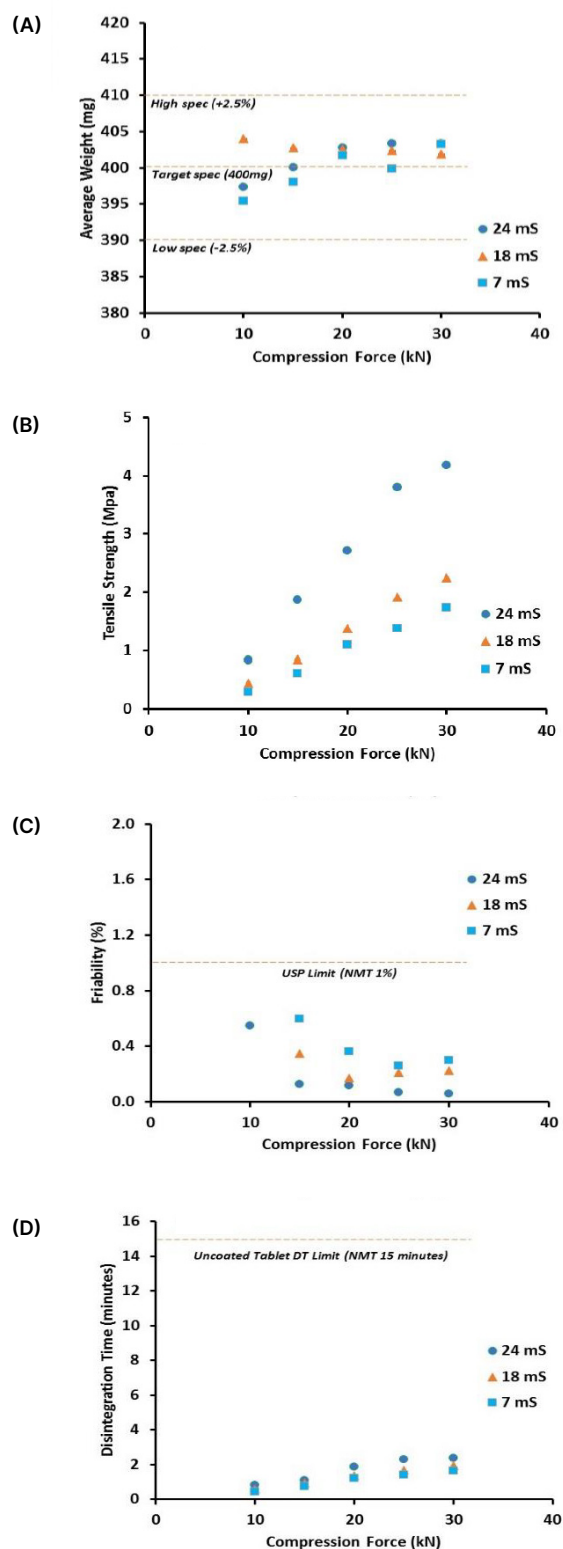 (A)
420
410
High spec (+2.5%)
405
400
Target spec (400mg)
395
390
Low spec (-2.5%)
385
380
Average Weight (mg)
24 mS
18 mS
7 mS
0 10 20 30 40
Compression Force (kN)
(B)
5
4
3
2
1
0
Tensile Strength (Mpa)
24 mS
18 mS
7 mS
0 10 20 30 40
Compression Force (kN)
(C)
2.0
1.6
1.2
0.8
0.4
0.0
Friability (%)
24 mS
18 mS
7 mS
USP Limit (NMT 1%)
0 10 20 30 40
Compression Force (kN)
(D)
16
15
14
13
12
11
10
9
8
6
4
2
0
Disintegration Time (minutes)
Uncoated Tablet DT Limit (NMT 15 minutes)
24 mS
18 mS
7 mS
0 10 20 30 40
Compression Force (kN)